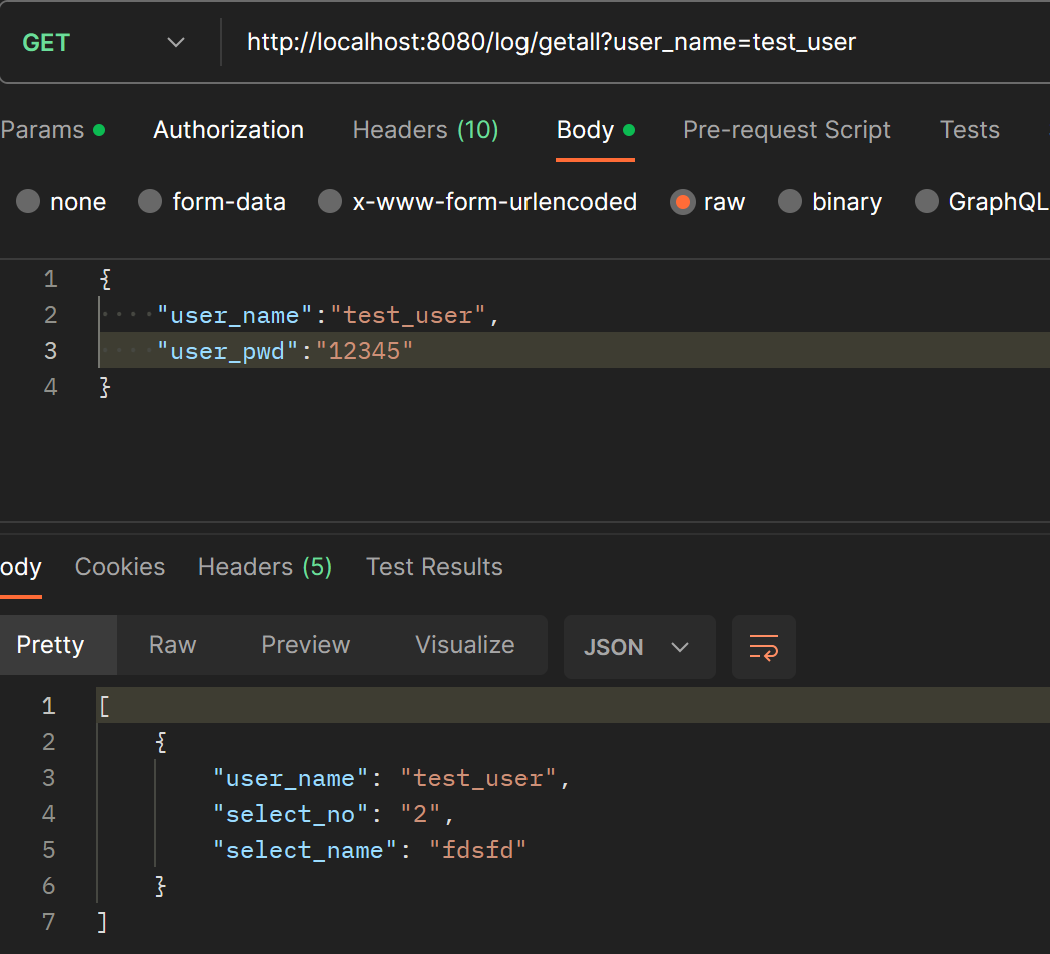 GET http://localhost:8080/log/getall?user_name=test_user
Params Authorization Headers (10) Body Pre-request Script Tests
none form-data x-www-form-urlencoded raw binary GraphQL
1 {
2 "user_name":"test_user",
3 "user_pwd":"12345"
4 }
ody Cookies Headers (5) Test Results
Pretty Raw Preview Visualize JSON
1 [
2 {
3 "user_name": "test_user",
4 "select_no": "2",
5 "select_name": "fdsfd"
6 }
7 ]